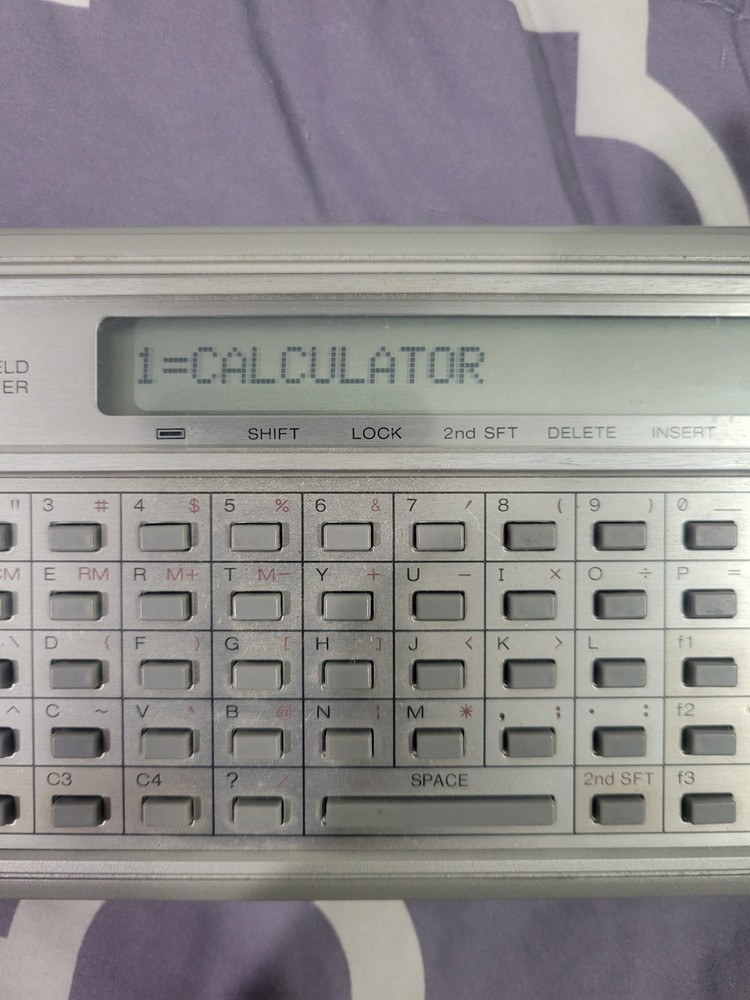 ELD
ER
1=CALCULATOR
SHIFT LOCK 2nd SFT DELETE INSERT
" 3 # 4 $ 5 % 6 & 7 ' 8 ( 9 ) 0 _
CM E RM R M+ T M− Y + U − I × O ÷ P =
\ D { F } G [ H ] J < K > L f1
^ C ~ V ` B @ N ¦ M * , ; . : f2
C3 C4 ? / SPACE 2nd SFT f3